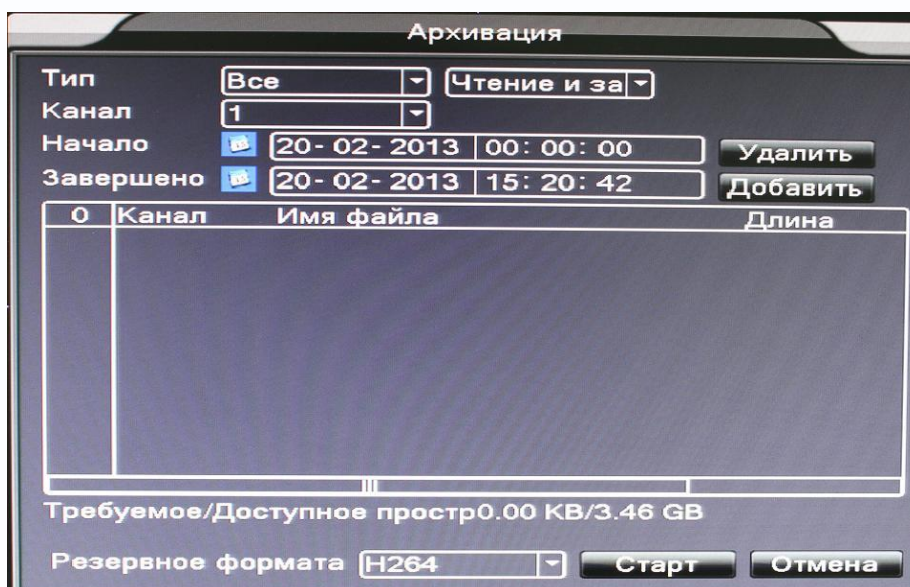 Архивация
Тип Все Чтение и за
Канал 1
Начало 20-02-2013 00:00:00 Удалить
Завершено 20-02-2013 15:20:42 Добавить
0 Канал Имя файла Длина
Требуемое/Доступное простр0.00 KB/3.46 GB
Резервное формата H264 Старт Отмена